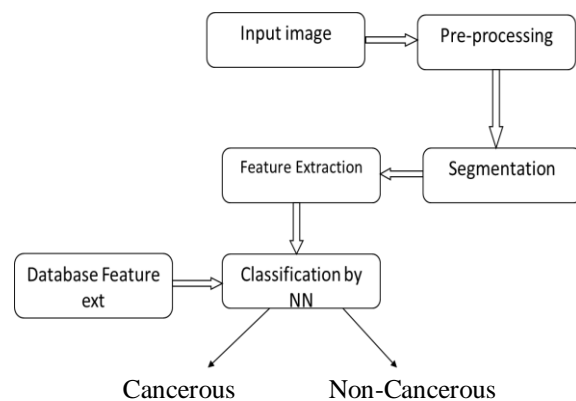 Input image
Pre-processing
Segmentation
Feature Extraction
Database Feature
ext
Classification by
NN
Cancerous
Non-Cancerous